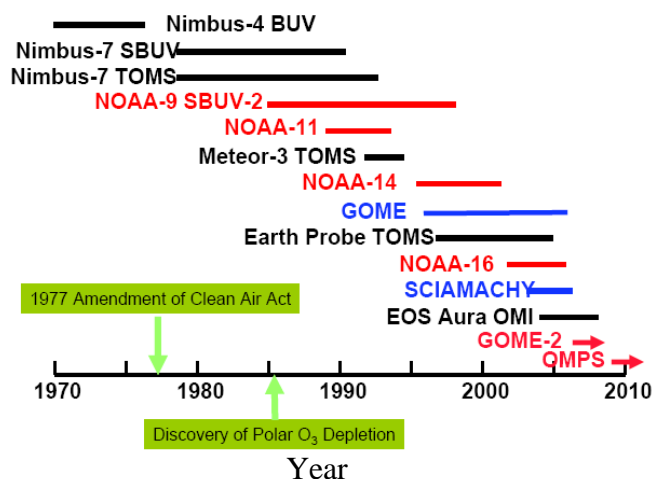 Nimbus-4 BUV
Nimbus-7 SBUV
Nimbus-7 TOMS
NOAA-9 SBUV-2
NOAA-11
Meteor-3 TOMS
NOAA-14
GOME
Earth Probe TOMS
NOAA-16
SCIAMACHY
EOS Aura OMI
GOME-2
OMPS
1977 Amendment of Clean Air Act
1970 1980 1990 2000 2010
Discovery of Polar O₃ Depletion
Year